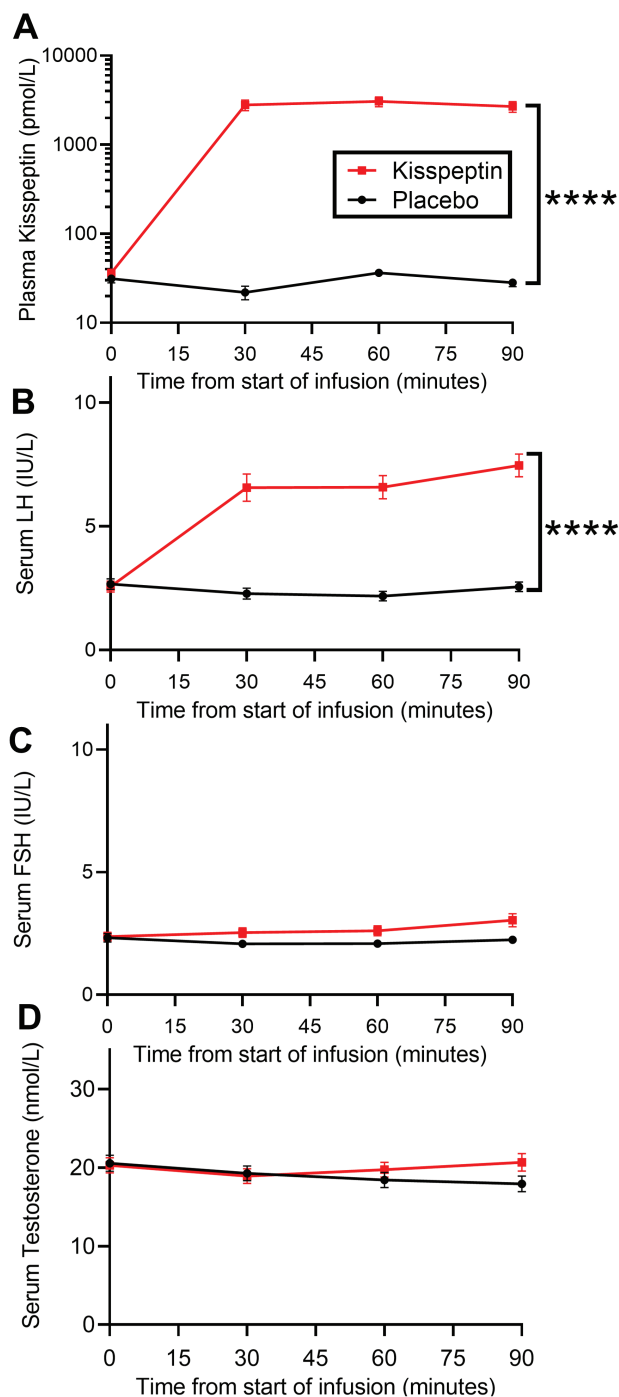 A
Plasma Kisspeptin (pmol/L)
10000
1000
100
10
Kisspeptin
Placebo
****
0 15 30 45 60 75 90
Time from start of infusion (minutes)
B
Serum LH (IU/L)
10
5
0
****
0 15 30 45 60 75 90
Time from start of infusion (minutes)
C
Serum FSH (IU/L)
10
5
0
0 15 30 45 60 75 90
Time from start of infusion (minutes)
D
Serum Testosterone (nmol/L)
30
20
10
0
0 15 30 45 60 75 90
Time from start of infusion (minutes)